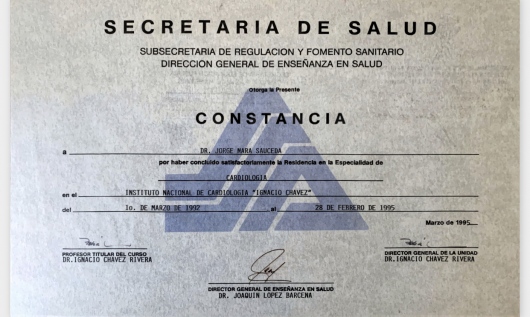 SECRETARIA DE SALUD
SUBSECRETARIA DE REGULACION Y FOMENTO SANITARIO
DIRECCION GENERAL DE ENSEÑANZA EN SALUD
Otorga la Presente
CONSTANCIA
a DR. JORGE MARA SAUCEDA
por haber concluido satisfactoriamente la Residencia en la Especialidad de
CARDIOLOGIA
en el INSTITUTO NACIONAL DE CARDIOLOGIA "IGNACIO CHAVEZ"
del 1o. DE MARZO DE 1992 al 28 DE FEBRERO DE 1995
Marzo de 1995
PROFESOR TITULAR DEL CURSO
DR.IGNACIO CHAVEZ RIVERA
DIRECTOR GENERAL DE LA UNIDAD
DR.IGNACIO CHAVEZ RIVERA
DIRECTOR GENERAL DE ENSEÑANZA EN SALUD
DR. JOAQUIN LOPEZ BARCENA